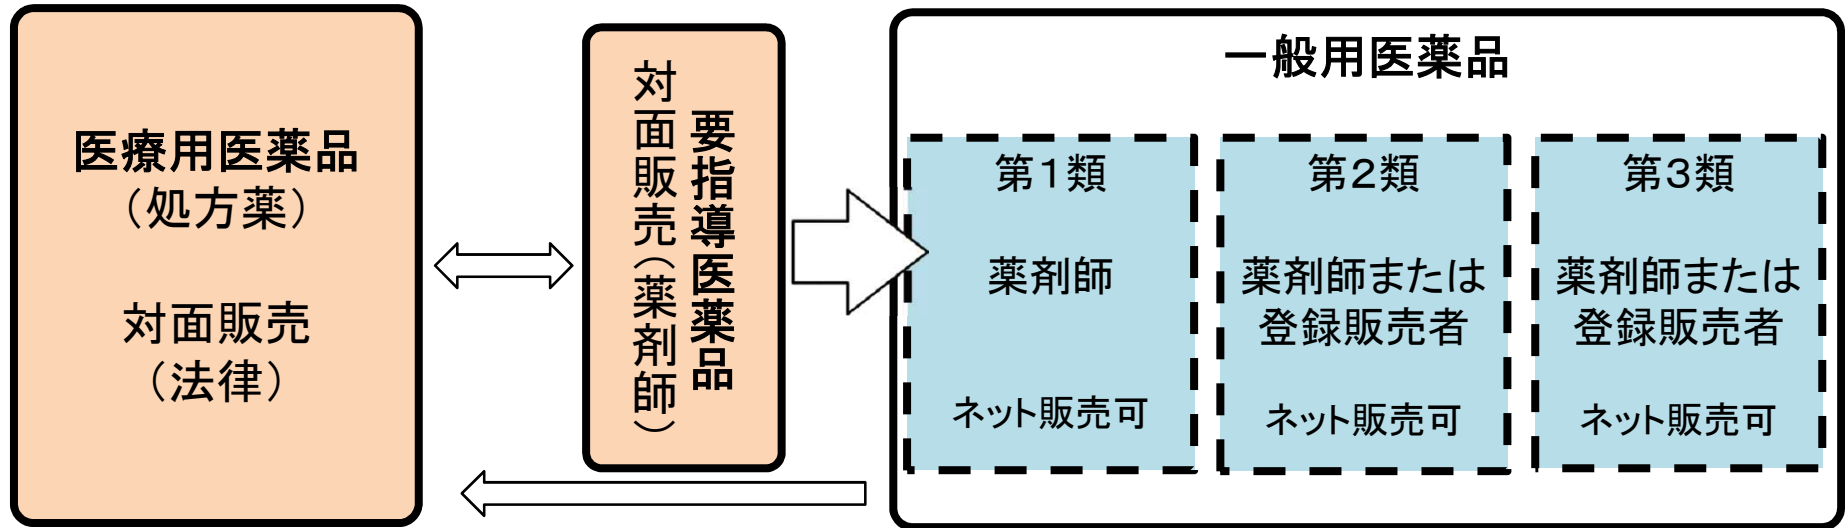 医療用医薬品
（処方薬）
対面販売
（法律）
要指導医薬品
対面販売（薬剤師）
一般用医薬品
第１類
薬剤師
ネット販売可
第２類
薬剤師または
登録販売者
ネット販売可
第３類
薬剤師または
登録販売者
ネット販売可